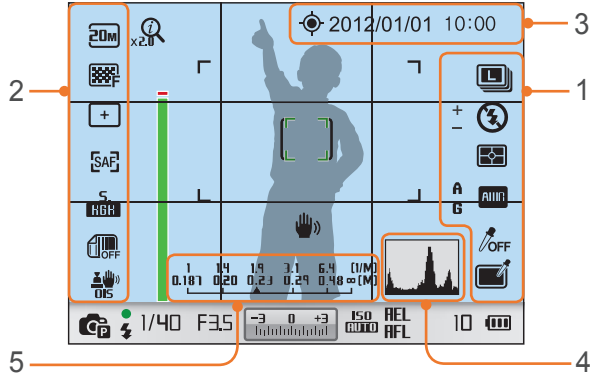 3
2012/01/01 10:00
2
1
20M
x2.0
L
F
+
−
SAF
A
G
AWB
S.
HGH
OFF
OFF
OIS
1 1.4 1.9 3.1 6.4 (1/M)
0.187 0.20 0.23 0.29 0.48 ∞ (M)
P
1/40 F3.5
-3 0 +3
ISO
AUTO
AEL
AFL
10
5
4